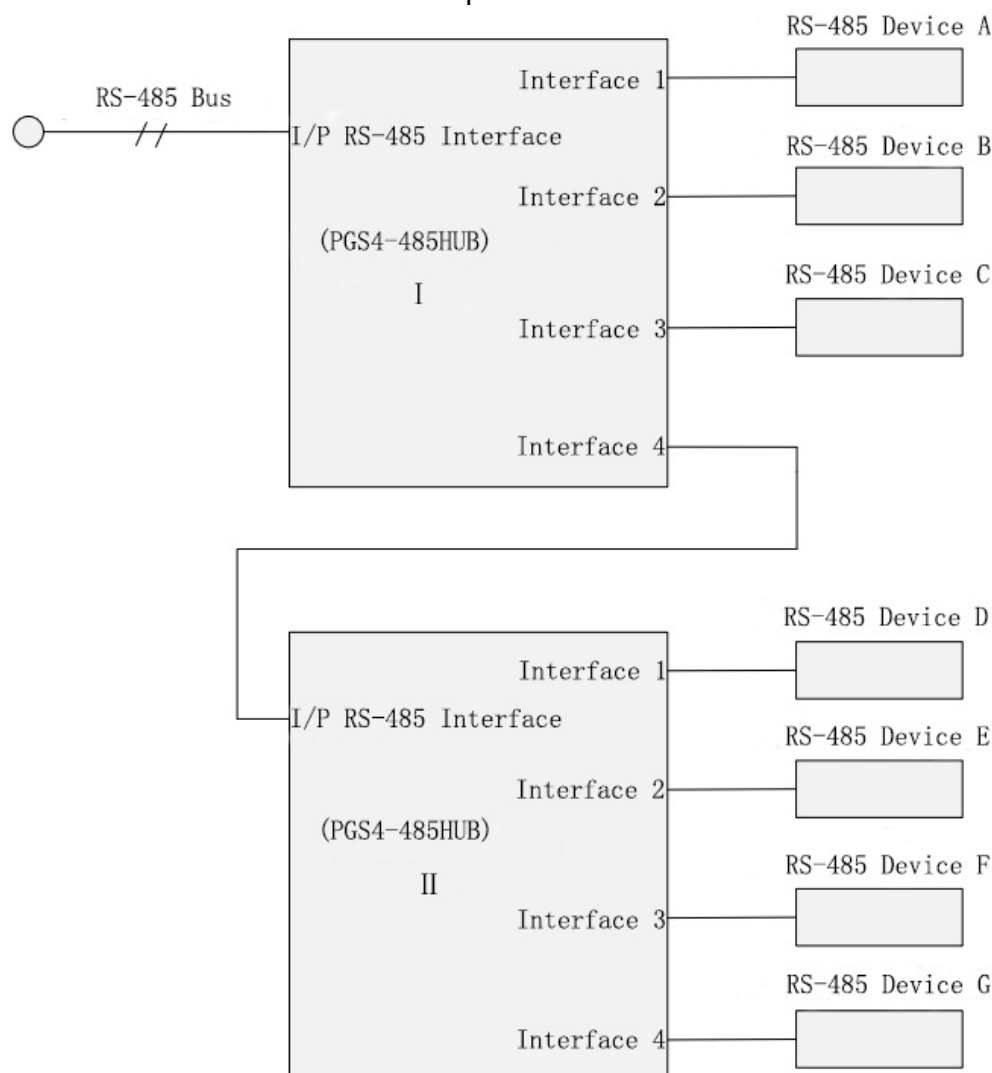 RS-485 Device A
Interface 1
RS-485 Bus
I/P RS-485 Interface
RS-485 Device B
Interface 2
(PGS4-485HUB)
I
RS-485 Device C
Interface 3
Interface 4
RS-485 Device D
Interface 1
I/P RS-485 Interface
RS-485 Device E
Interface 2
(PGS4-485HUB)
II
RS-485 Device F
Interface 3
RS-485 Device G
Interface 4